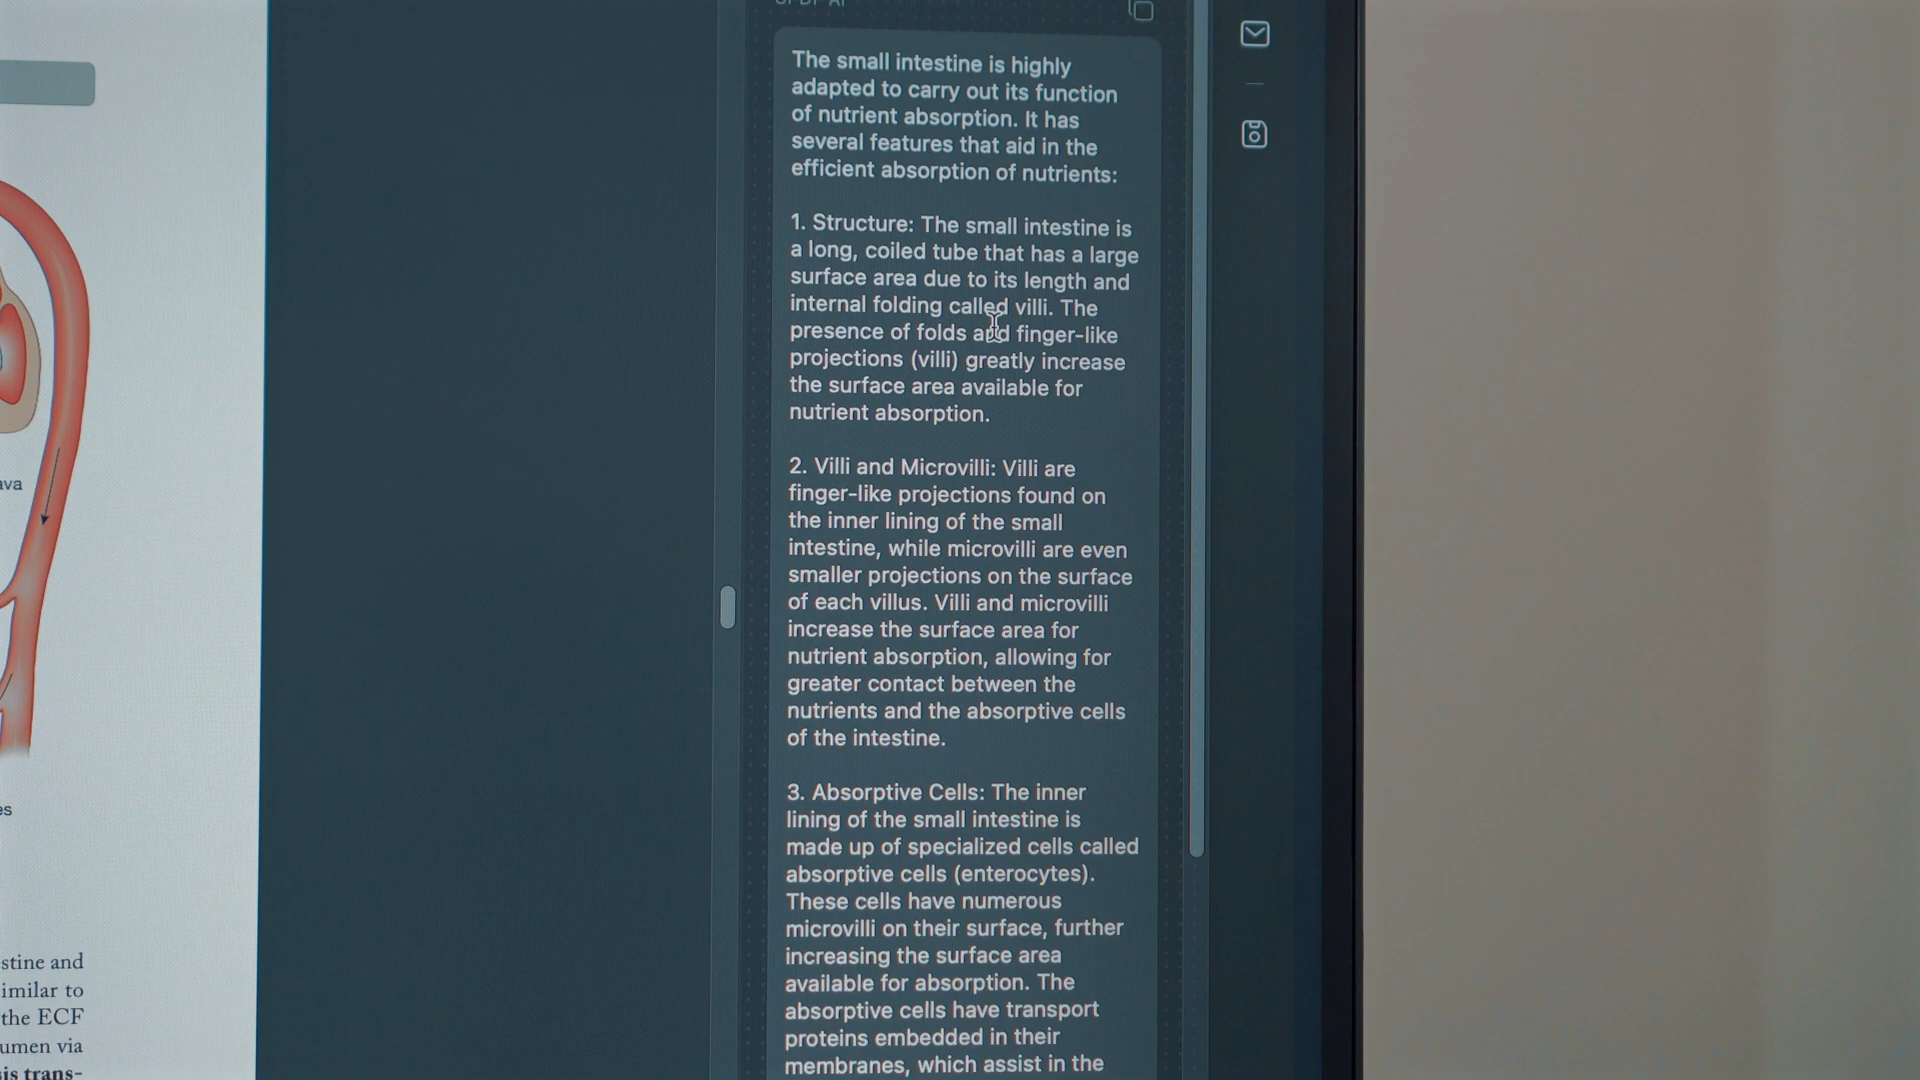 The small intestine is highly
adapted to carry out its function
of nutrient absorption. It has
several features that aid in the
efficient absorption of nutrients:
1. Structure: The small intestine is
a long, coiled tube that has a large
surface area due to its length and
internal folding called villi. The
presence of folds and finger-like
projections (villi) greatly increase
the surface area available for
nutrient absorption.
2. Villi and Microvilli: Villi are
finger-like projections found on
the inner lining of the small
intestine, while microvilli are even
smaller projections on the surface
of each villus. Villi and microvilli
increase the surface area for
nutrient absorption, allowing for
greater contact between the
nutrients and the absorptive cells
of the intestine.
3. Absorptive Cells: The inner
lining of the small intestine is
made up of specialized cells called
absorptive cells (enterocytes).
These cells have numerous
microvilli on their surface, further
increasing the surface area
available for absorption. The
absorptive cells have transport
proteins embedded in their
membranes, which assist in the
ava
es
stine and
imilar to
the ECF
umen via
is trans-